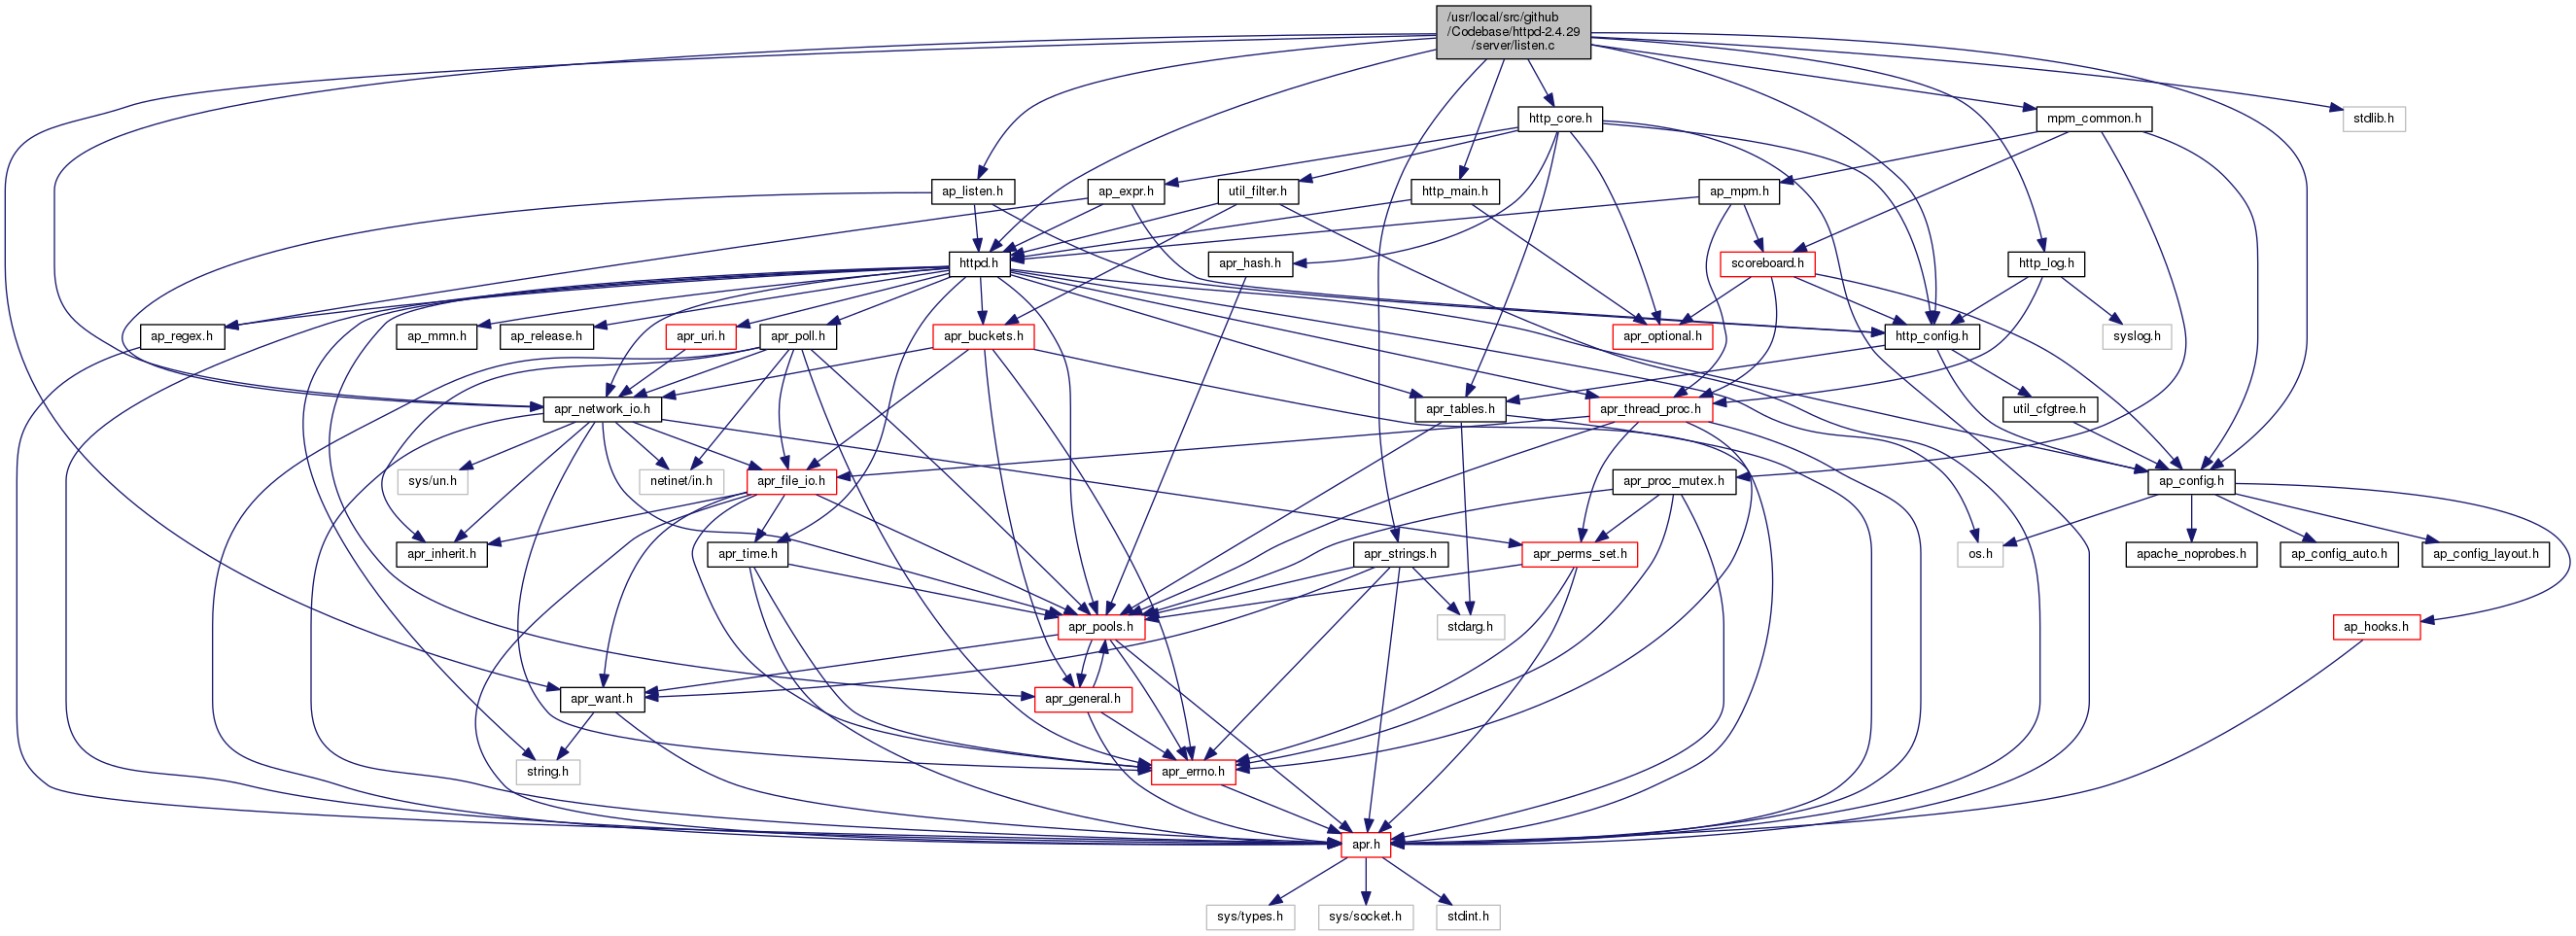 /usr/local/src/github
/Codebase/httpd-2.4.29
/server/listen.c
http_core.h
mpm_common.h
stdlib.h
ap_listen.h
ap_expr.h
util_filter.h
http_main.h
ap_mpm.h
httpd.h
apr_hash.h
scoreboard.h
http_log.h
ap_regex.h
ap_mmn.h
ap_release.h
apr_uri.h
apr_poll.h
apr_buckets.h
apr_optional.h
http_config.h
syslog.h
apr_network_io.h
apr_tables.h
apr_thread_proc.h
util_cfgtree.h
sys/un.h
netinet/in.h
apr_file_io.h
apr_proc_mutex.h
ap_config.h
apr_inherit.h
apr_time.h
apr_strings.h
apr_perms_set.h
os.h
apache_noprobes.h
ap_config_auto.h
ap_config_layout.h
apr_pools.h
stdarg.h
ap_hooks.h
apr_want.h
apr_general.h
string.h
apr_errno.h
apr.h
sys/types.h
sys/socket.h
stdint.h